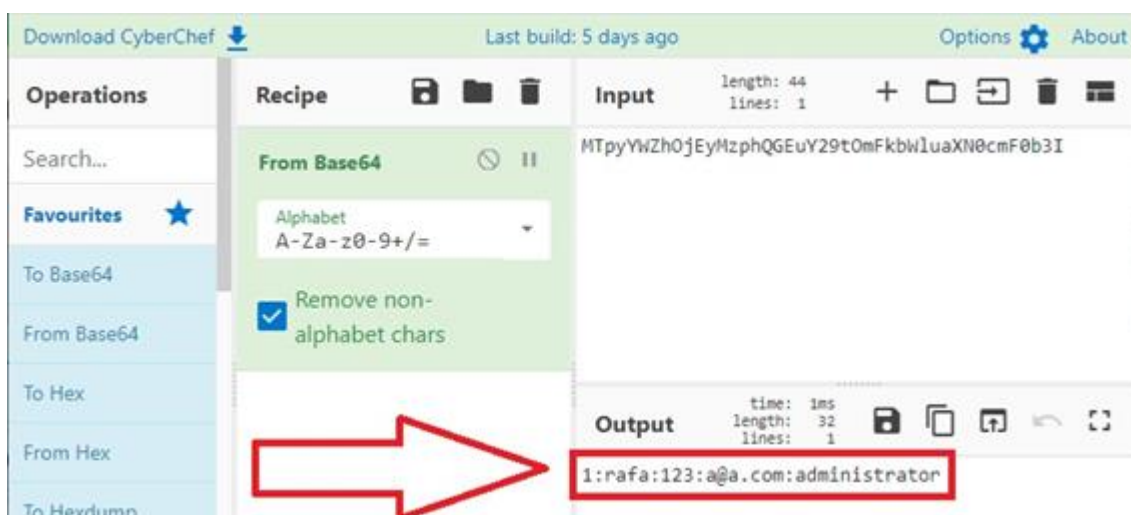 Download CyberChef
Last build: 5 days ago
Options
About
Operations
Search...
Favourites
To Base64
From Base64
To Hex
From Hex
To Hexdump
Recipe
From Base64
Alphabet
A-Za-z0-9+/=
Remove non-
alphabet chars
Input
length: 44
lines: 1
MTpyYWZhOjEyMzphQGEuY29tOmFkbWluaXN0cmF0b3I
Output
time: 1ms
length: 32
lines: 1
1:rafa:123:a@a.com:administrator